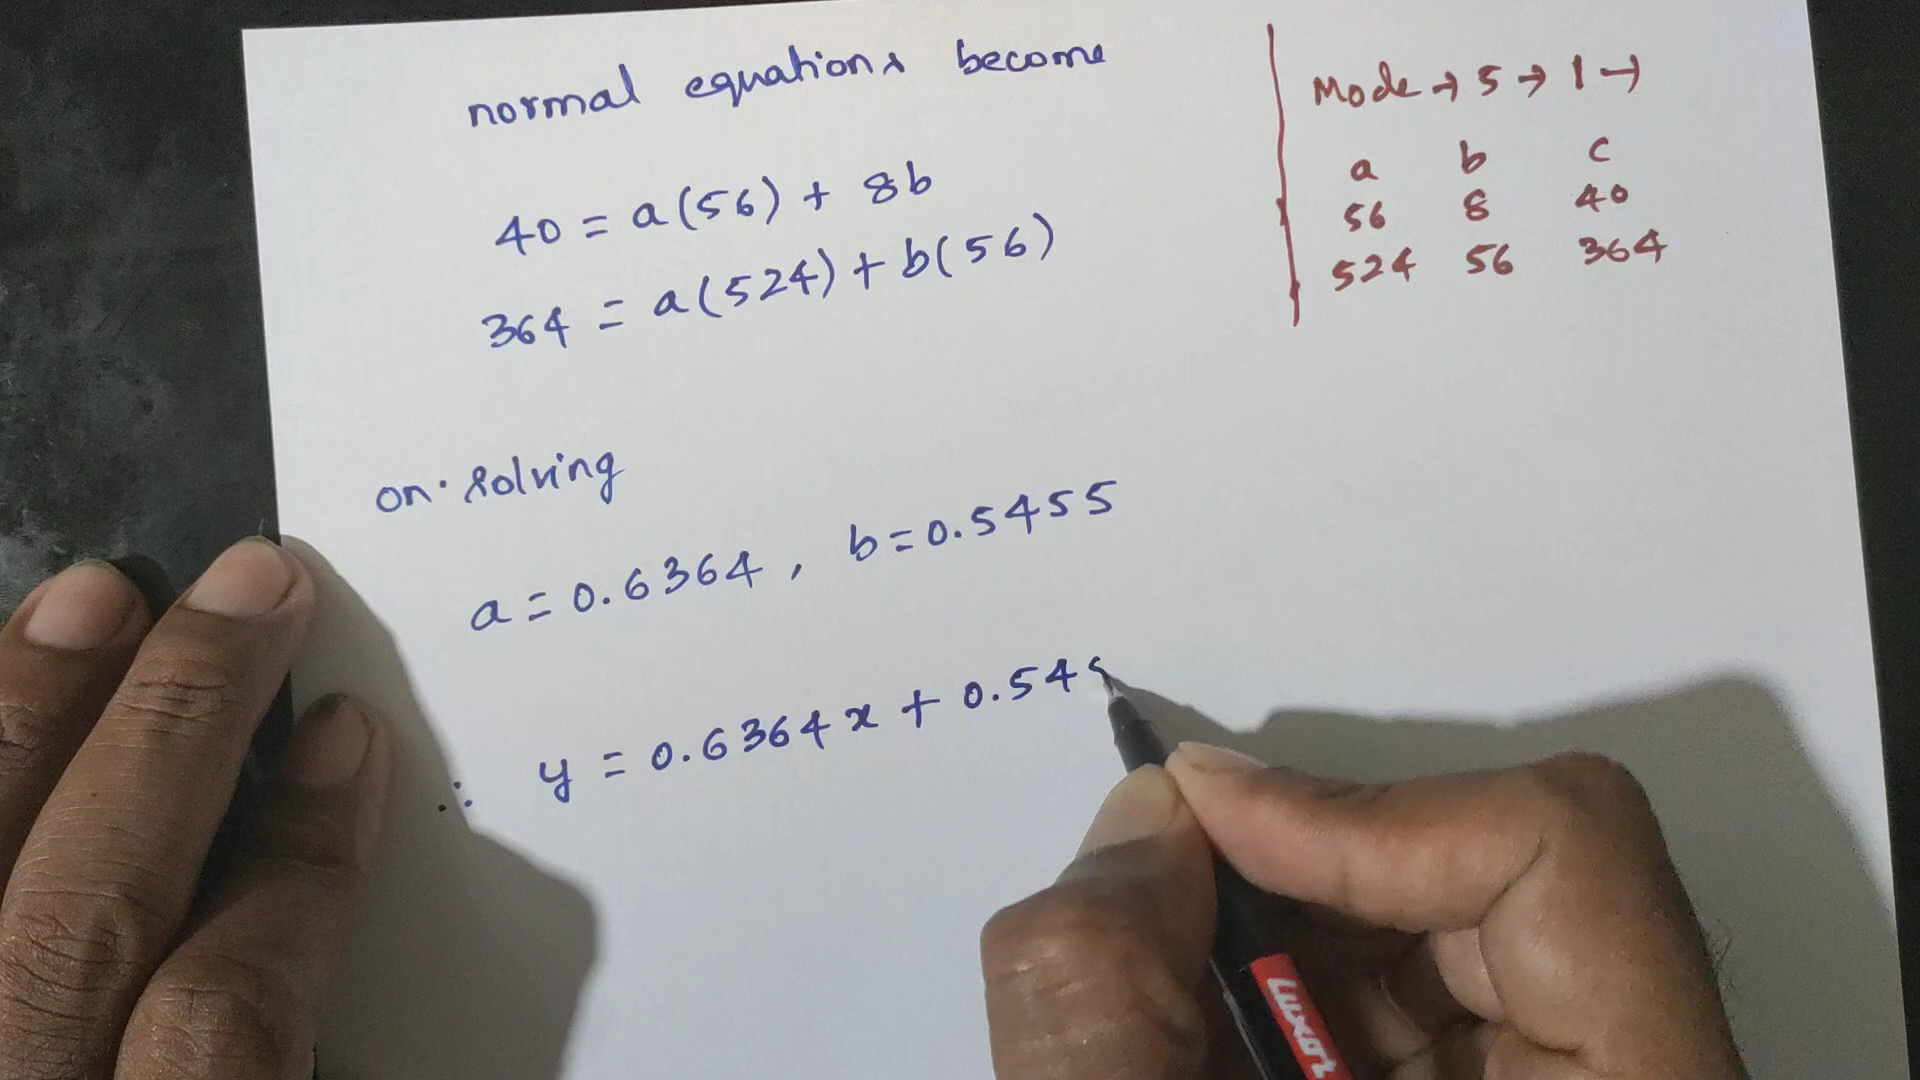 normal equations become
40 = a(56) + 8b
364 = a(524) + b(56)
on solving
a = 0.6364, b = 0.5455
∴ y = 0.6364x + 0.545
Mode → 5 → 1 →
a b c
56 8 40
524 56 364
Luxor